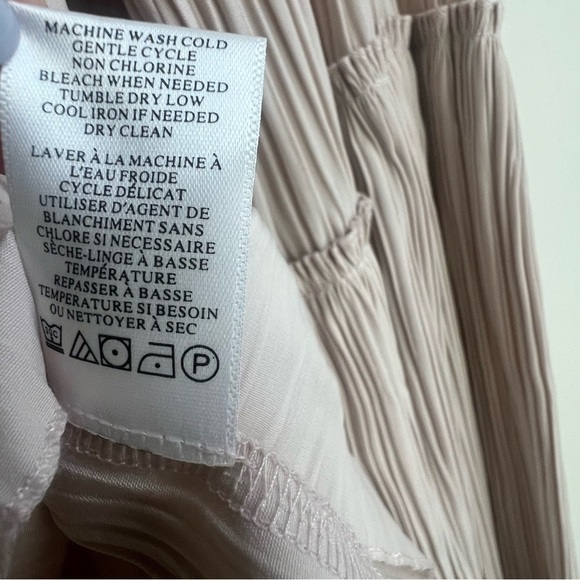 MACHINE WASH COLD
GENTLE CYCLE
NON CHLORINE
BLEACH WHEN NEEDED
TUMBLE DRY LOW
COOL IRON IF NEEDED
DRY CLEAN
LAVER À LA MACHINE À
L'EAU FROIDE
CYCLE DÉLICAT
UTILISER D'AGENT DE
BLANCHIMENT SANS
CHLORE SI NECESSAIRE
SÈCHE-LINGE À BASSE
TEMPÉRATURE
REPASSER À BASSE
TEMPERATURE SI BESOIN
OU NETTOYER À SEC
P